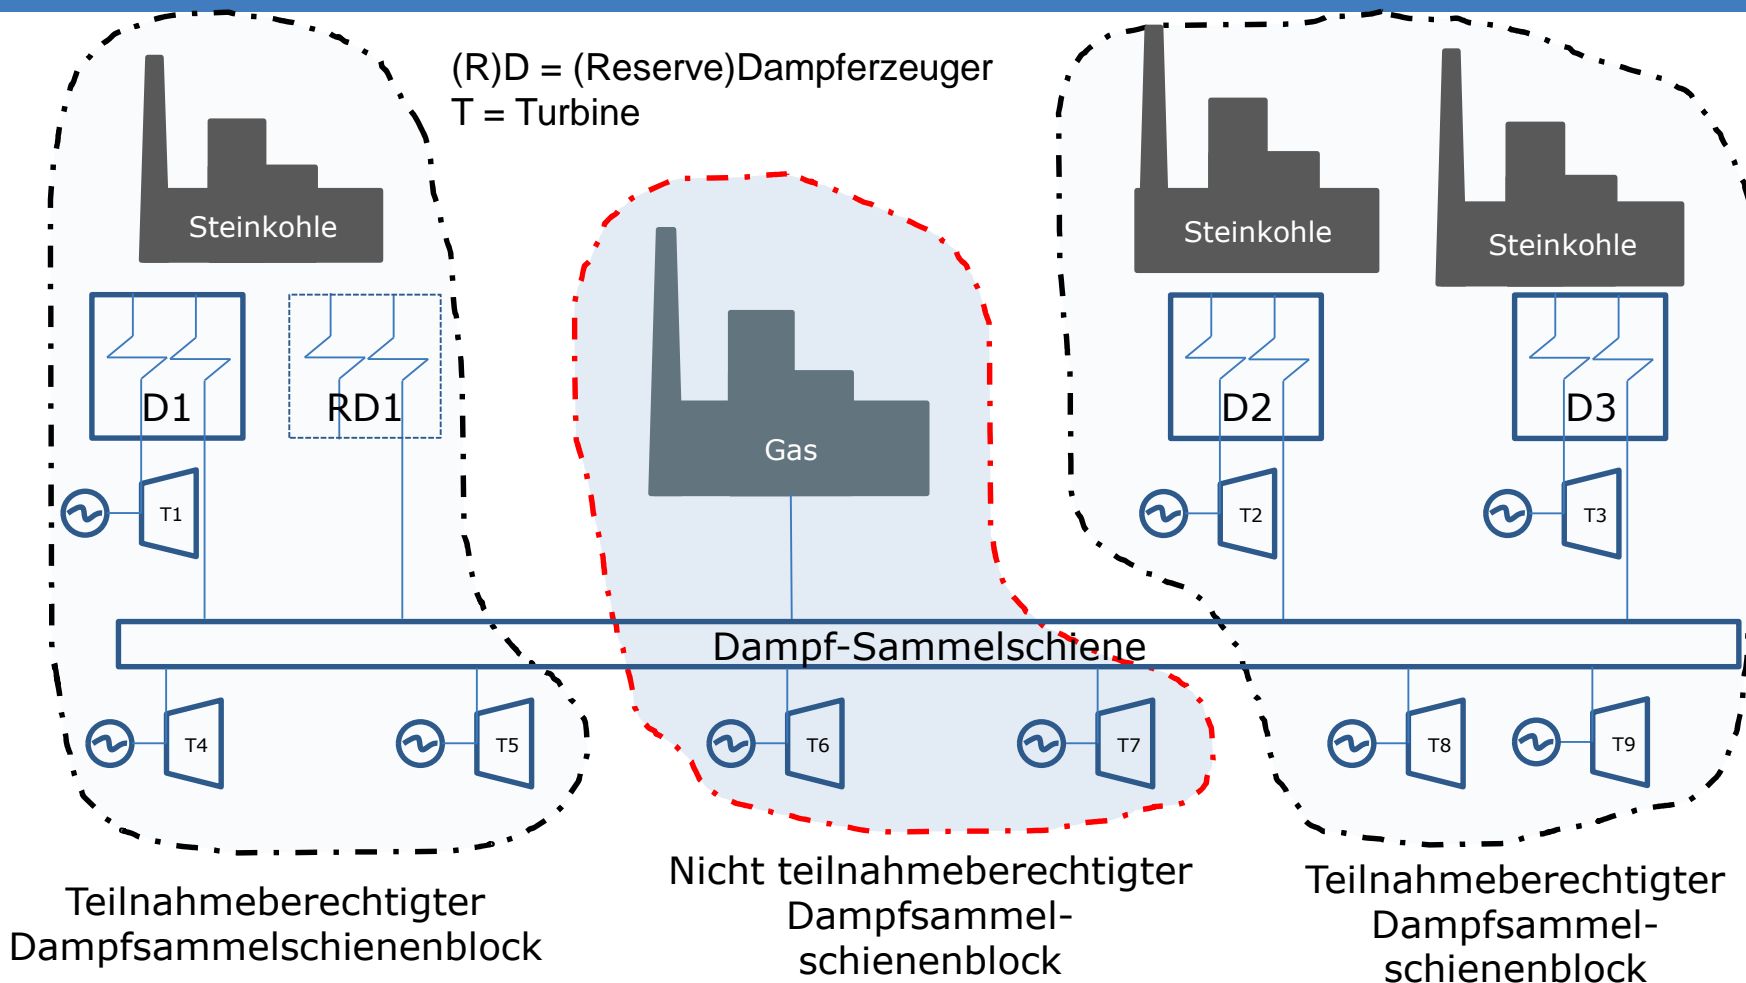 (R)D = (Reserve)Dampferzeuger
T = Turbine
Steinkohle
Steinkohle
Steinkohle
D1
RD1
Gas
D2
D3
T1
T2
T3
Dampf-Sammelschiene
T4
T5
T6
T7
T8
T9
Teilnahmeberechtigter
Dampfsammelschienenblock
Nicht teilnahmeberechtigter
Dampfsammel-
schienenblock
Teilnahmeberechtigter
Dampfsammel-
schienenblock